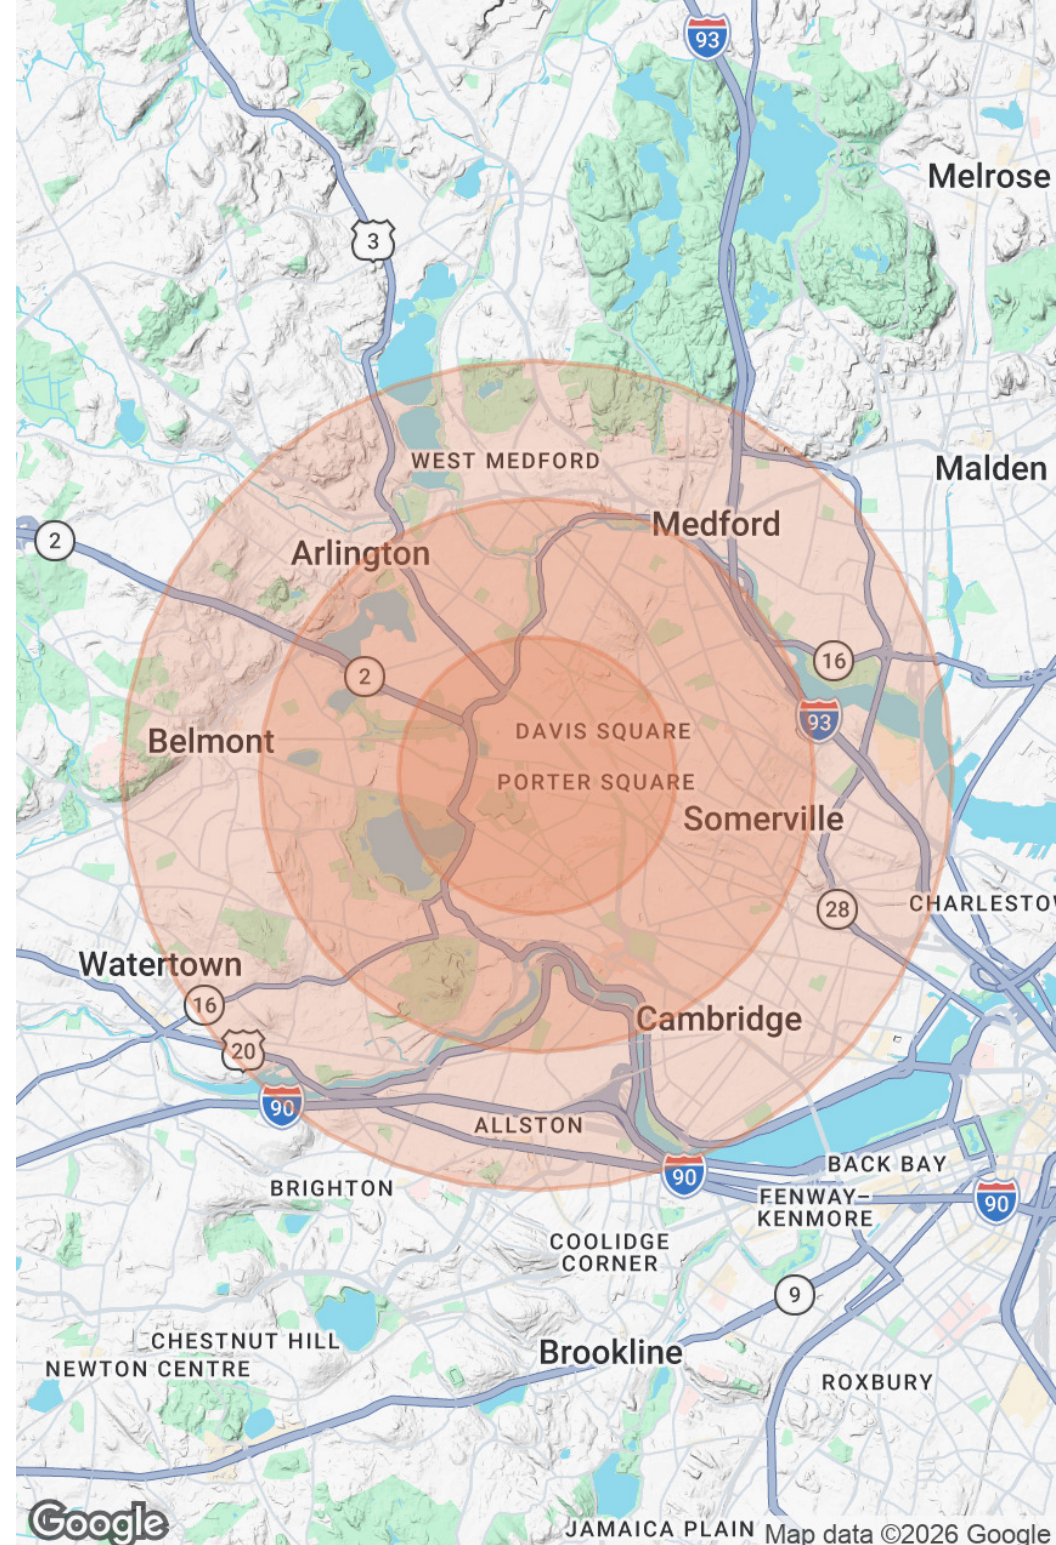 93
Melrose
3
WEST MEDFORD
Malden
Medford
2
Arlington
16
2
93
DAVIS SQUARE
Belmont
PORTER SQUARE
Somerville
28
CHARLESTOW
Watertown
16
Cambridge
20
90
ALLSTON
BACK BAY
90
BRIGHTON
FENWAY–
KENMORE
90
COOLIDGE
CORNER
9
CHESTNUT HILL
Brookline
NEWTON CENTRE
ROXBURY
Google
JAMAICA PLAIN
Map data ©2026 Google